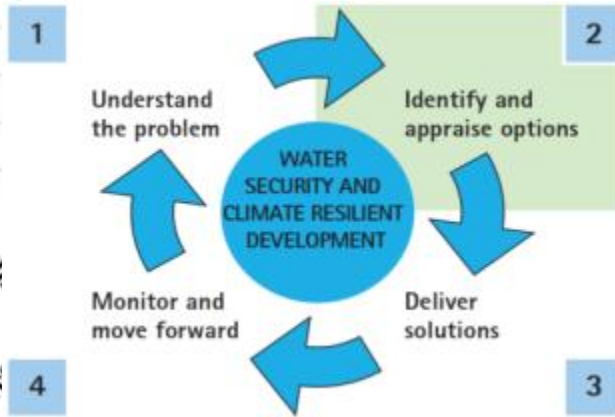 1
2
Understand
the problem
Identify and
appraise options
WATER
SECURITY AND
CLIMATE RESILIENT
DEVELOPMENT
Monitor and
move forward
Deliver
solutions
4
3